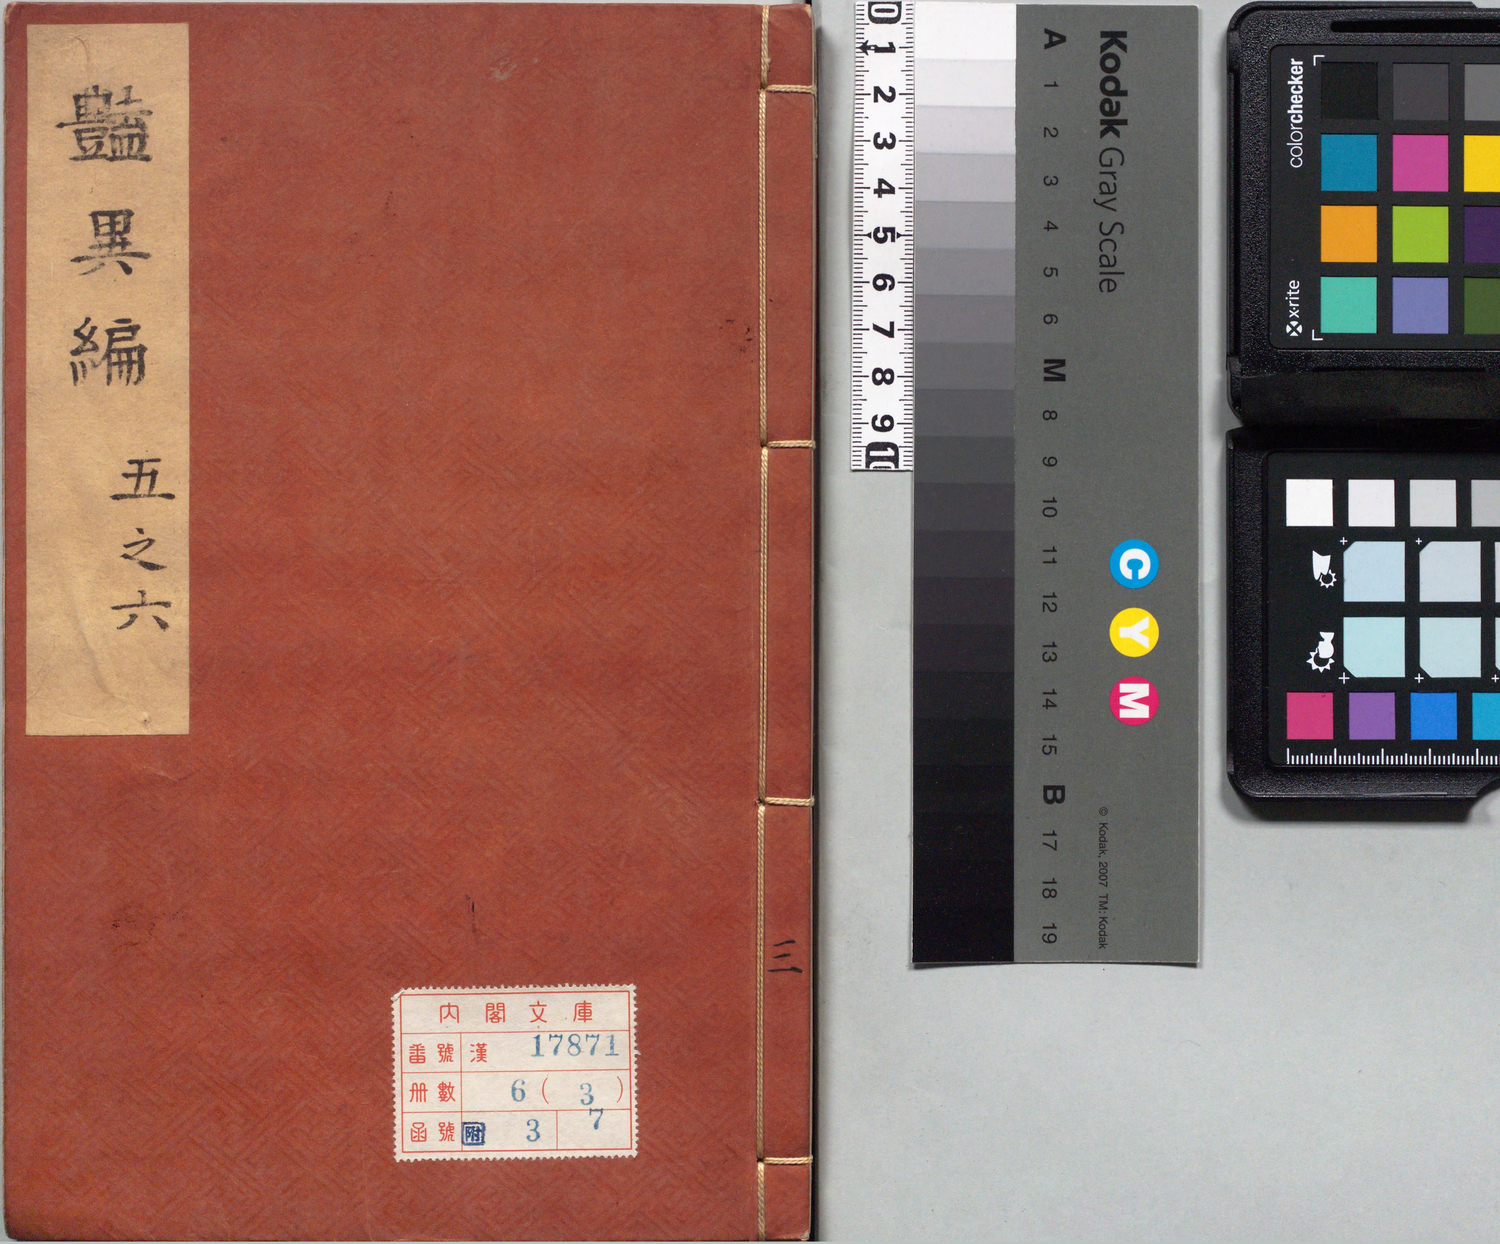 豔異編 五之六
三
内閣文庫
番號 漢 17871
册數 6 ( 3 )
函號 附 3 7
0 1 2 3 4 5 6 7 8 9 10
Kodak Gray Scale
A 1 2 3 4 5 6 M 8 9 10 11 12 13 14 15 B 17 18 19
C Y M
© Kodak, 2007 TM: Kodak
colorchecker
x-rite